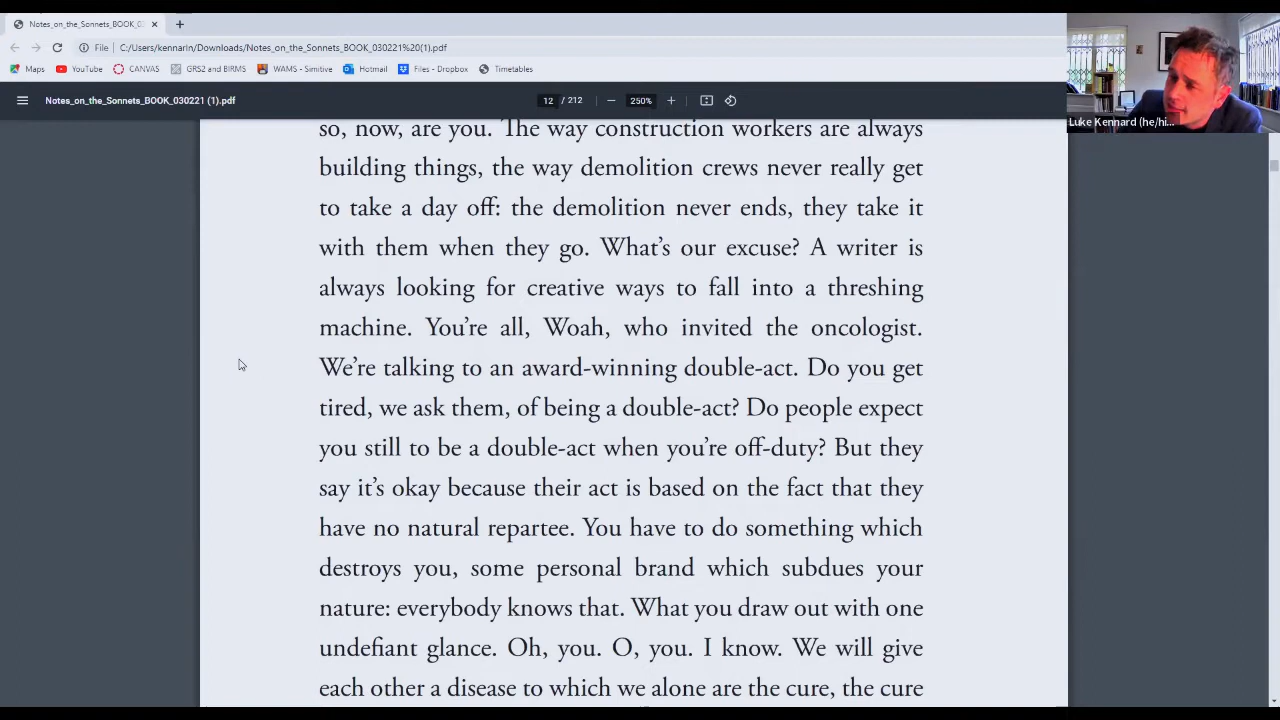 Notes_on_the_Sonnets_BOOK_03
File C:/Users/kennarln/Downloads/Notes_on_the_Sonnets_BOOK_030221%20(1).pdf
Maps YouTube CANVAS GRS2 and BIRMS WAMS - Simitive Hotmail Files - Dropbox Timetables
Notes_on_the_Sonnets_BOOK_030221 (1).pdf 12 / 212 250%
Luke Kennard (he/hi...
so, now, are you. The way construction workers are always
building things, the way demolition crews never really get
to take a day off: the demolition never ends, they take it
with them when they go. What’s our excuse? A writer is
always looking for creative ways to fall into a threshing
machine. You’re all, Woah, who invited the oncologist.
We’re talking to an award-winning double-act. Do you get
tired, we ask them, of being a double-act? Do people expect
you still to be a double-act when you’re off-duty? But they
say it’s okay because their act is based on the fact that they
have no natural repartee. You have to do something which
destroys you, some personal brand which subdues your
nature: everybody knows that. What you draw out with one
undefiant glance. Oh, you. O, you. I know. We will give
each other a disease to which we alone are the cure, the cure